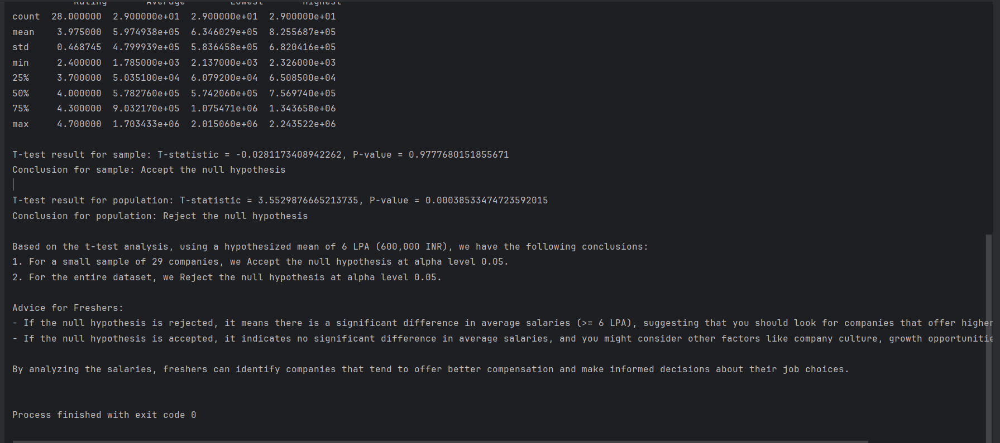 Rating Average Lowest Highest
count 28.000000 2.900000e+01 2.900000e+01 2.900000e+01
mean 3.975000 5.974938e+05 6.346029e+05 8.255687e+05
std 0.468745 4.799939e+05 5.836458e+05 6.820416e+05
min 2.400000 1.785000e+03 2.137000e+03 2.326000e+03
25% 3.700000 5.035100e+04 6.079200e+04 6.508500e+04
50% 4.000000 5.782760e+05 5.742060e+05 7.569740e+05
75% 4.300000 9.032170e+05 1.075471e+06 1.343658e+06
max 4.700000 1.703433e+06 2.015060e+06 2.243522e+06
T-test result for sample: T-statistic = -0.0281173408942262, P-value = 0.9777680151855671
Conclusion for sample: Accept the null hypothesis
T-test result for population: T-statistic = 3.5529876665213735, P-value = 0.00038533474723592015
Conclusion for population: Reject the null hypothesis
Based on the t-test analysis, using a hypothesized mean of 6 LPA (600,000 INR), we have the following conclusions:
1. For a small sample of 29 companies, we Accept the null hypothesis at alpha level 0.05.
2. For the entire dataset, we Reject the null hypothesis at alpha level 0.05.
Advice for Freshers:
- If the null hypothesis is rejected, it means there is a significant difference in average salaries (>= 6 LPA), suggesting that you should look for companies that offer higher
- If the null hypothesis is accepted, it indicates no significant difference in average salaries, and you might consider other factors like company culture, growth opportunitie
By analyzing the salaries, freshers can identify companies that tend to offer better compensation and make informed decisions about their job choices.
Process finished with exit code 0